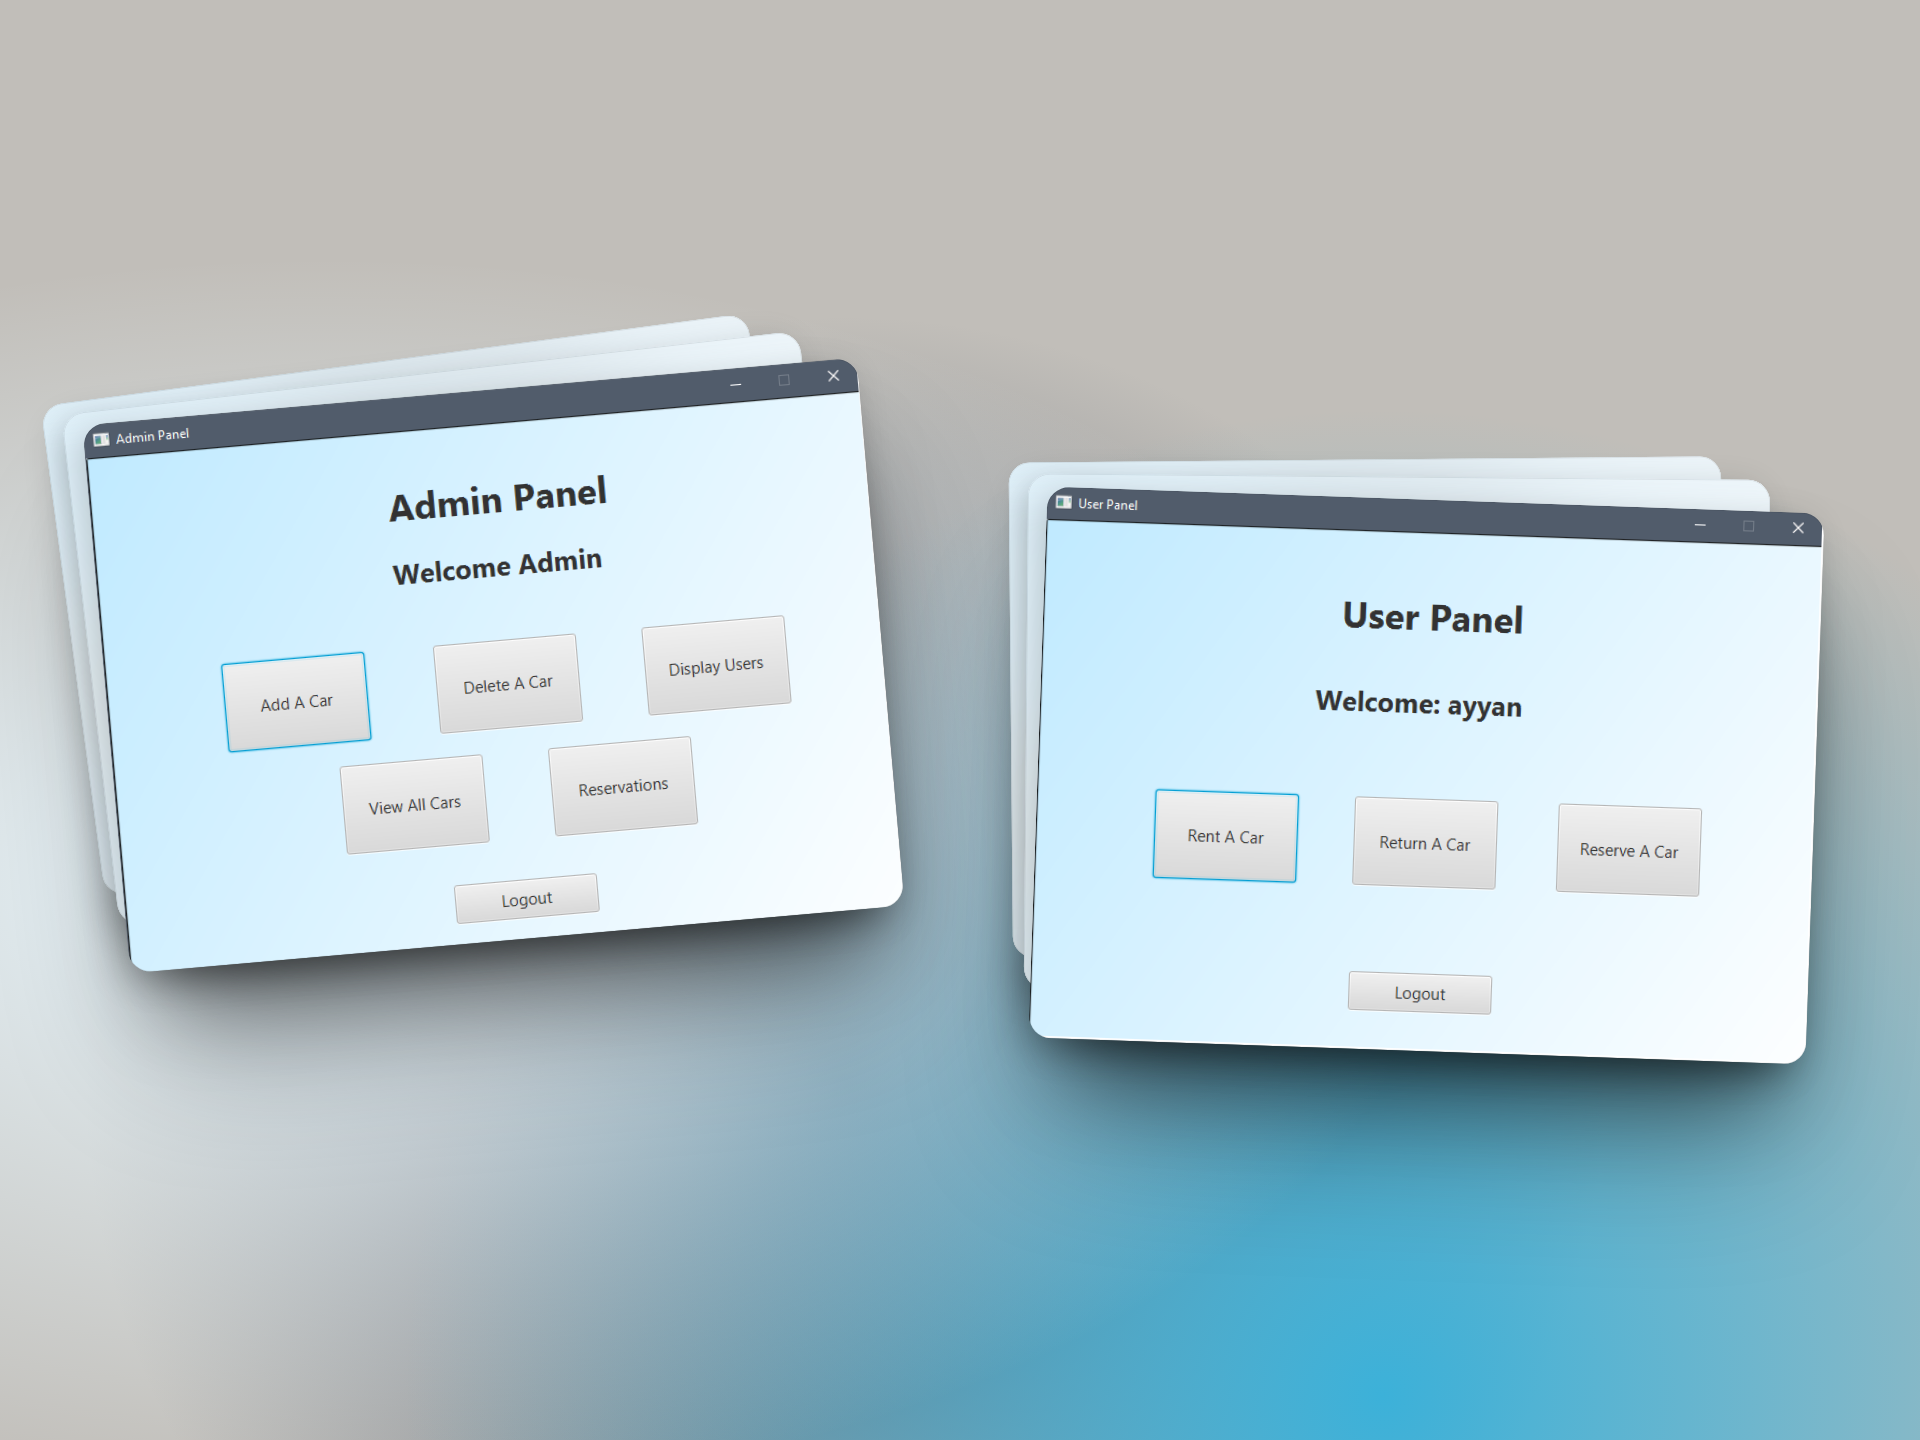 Admin Panel
Admin Panel
Welcome Admin
Add A Car
Delete A Car
Display Users
View All Cars
Reservations
Logout
User Panel
User Panel
Welcome: ayyan
Rent A Car
Return A Car
Reserve A Car
Logout